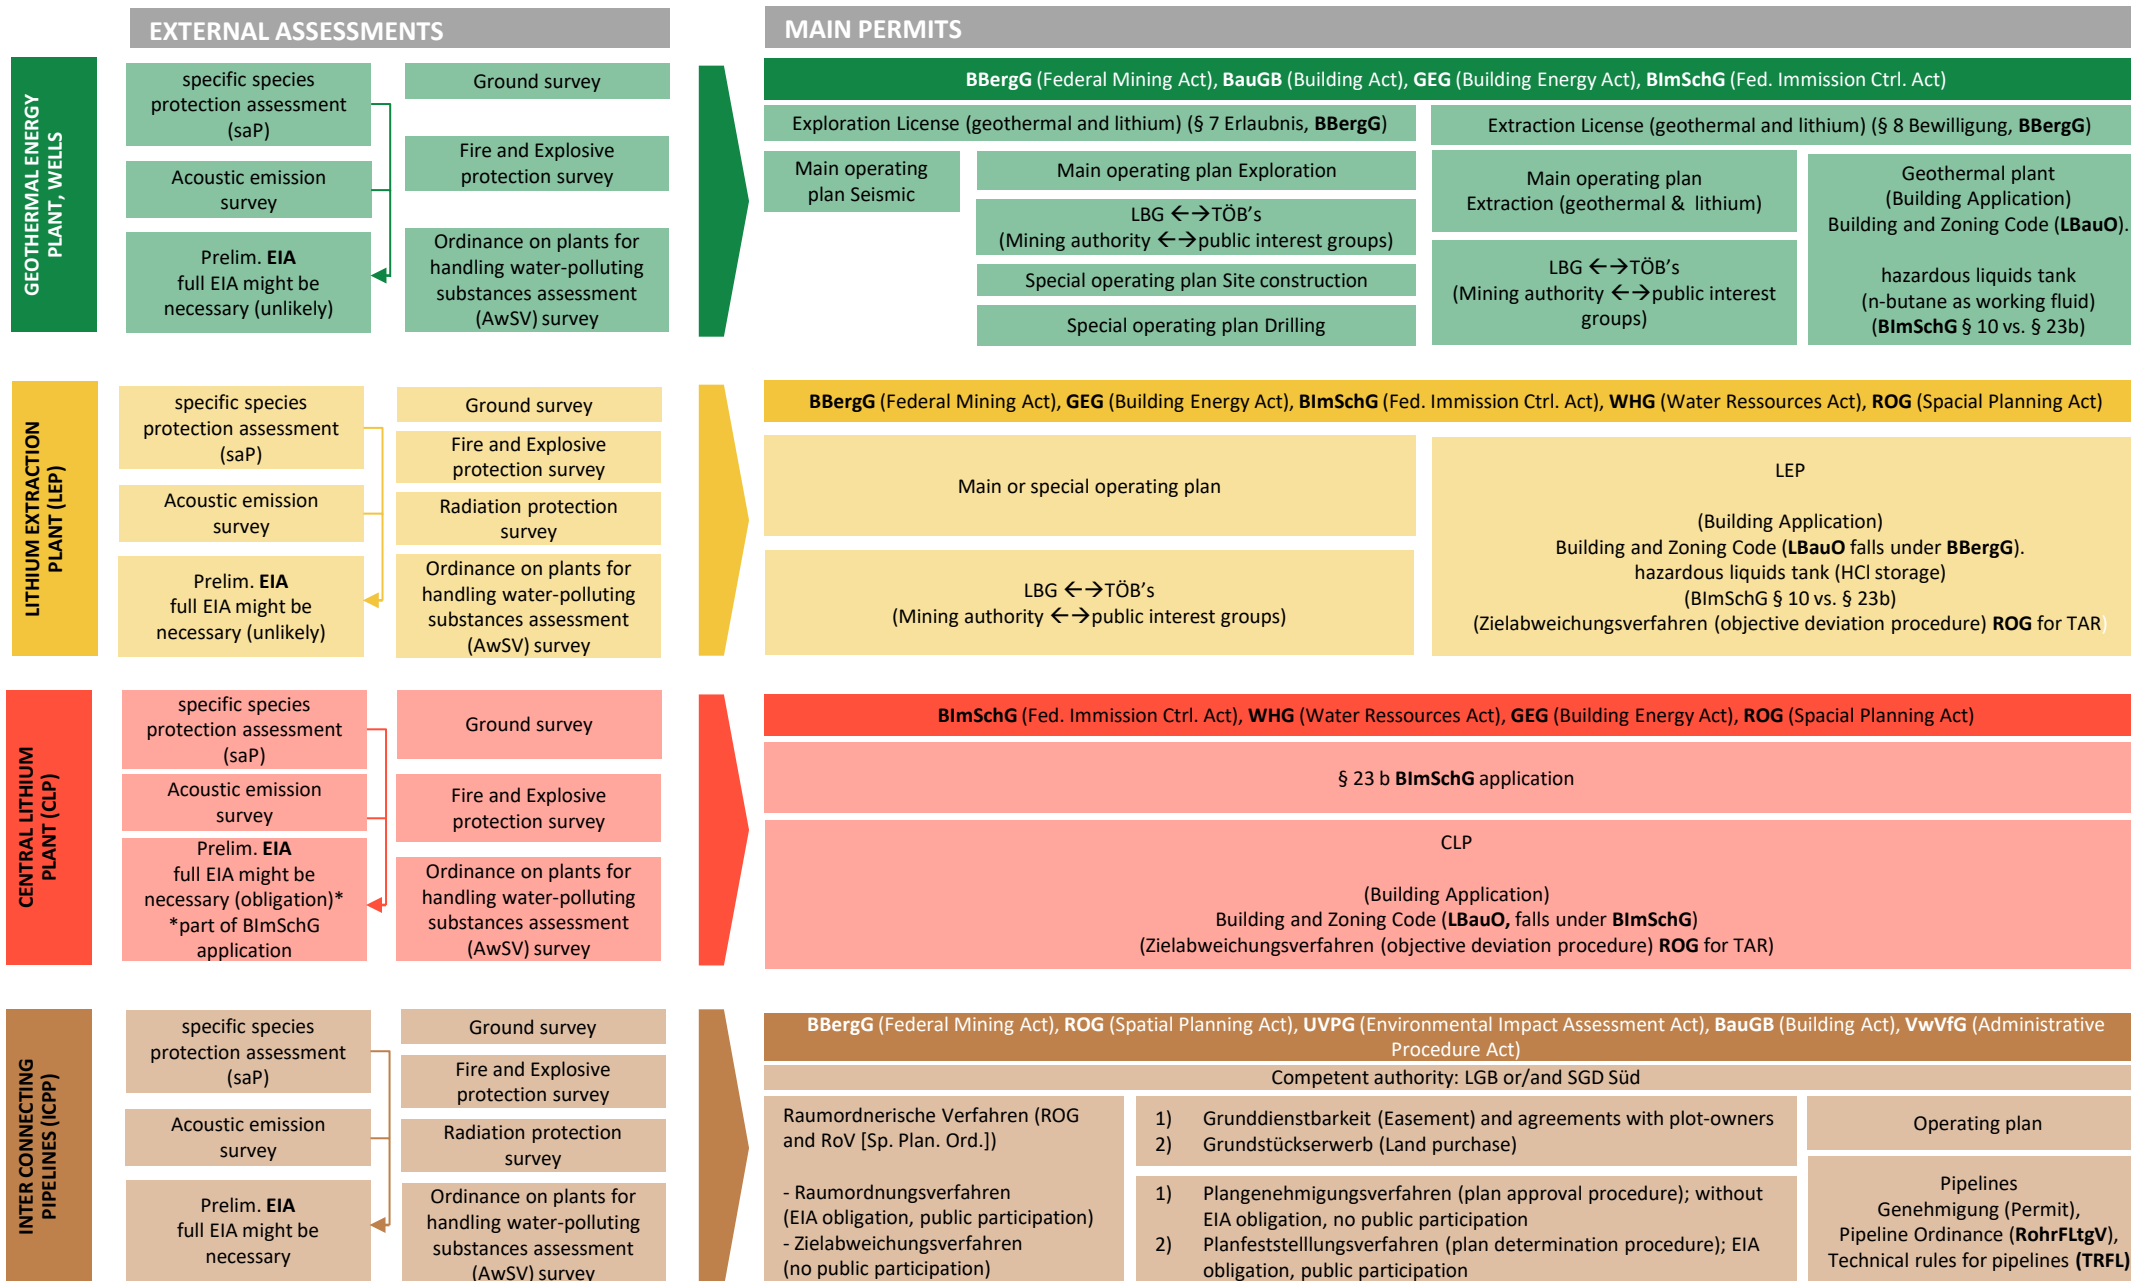 EXTERNAL ASSESSMENTS
MAIN PERMITS
GEOTHERMAL ENERGY
PLANT, WELLS
specific species
protection assessment
(saP)
Acoustic emission
survey
Prelim. EIA
full EIA might be
necessary (unlikely)
Ground survey
Fire and Explosive
protection survey
Ordinance on plants for
handling water-polluting
substances assessment
(AwSV) survey
BBergG (Federal Mining Act), BauGB (Building Act), GEG (Building Energy Act), BImSchG (Fed. Immission Ctrl. Act)
Exploration License (geothermal and lithium) (§ 7 Erlaubnis, BBergG)
Main operating
plan Seismic
Main operating plan Exploration
LBG ←→TÖB's
(Mining authority ←→public interest groups)
Special operating plan Site construction
Special operating plan Drilling
Extraction License (geothermal and lithium) (§ 8 Bewilligung, BBergG)
Main operating plan
Extraction (geothermal & lithium)
LBG ←→TÖB's
(Mining authority ←→public interest
groups)
Geothermal plant
(Building Application)
Building and Zoning Code (LBauO).
hazardous liquids tank
(n-butane as working fluid)
(BImSchG § 10 vs. § 23b)
LITHIUM EXTRACTION
PLANT (LEP)
specific species
protection assessment
(saP)
Acoustic emission
survey
Prelim. EIA
full EIA might be
necessary (unlikely)
Ground survey
Fire and Explosive
protection survey
Radiation protection
survey
Ordinance on plants for
handling water-polluting
substances assessment
(AwSV) survey
BBergG (Federal Mining Act), GEG (Building Energy Act), BImSchG (Fed. Immission Ctrl. Act), WHG (Water Ressources Act), ROG (Spacial Planning Act)
Main or special operating plan
LBG ←→TÖB's
(Mining authority ←→public interest groups)
LEP
(Building Application)
Building and Zoning Code (LBauO falls under BBergG).
hazardous liquids tank (HCl storage)
(BImSchG § 10 vs. § 23b)
(Zielabweichungsverfahren (objective deviation procedure) ROG for TAR)
CENTRAL LITHIUM
PLANT (CLP)
specific species
protection assessment
(saP)
Acoustic emission
survey
Prelim. EIA
full EIA might be
necessary (obligation)*
*part of BImSchG
application
Ground survey
Fire and Explosive
protection survey
Ordinance on plants for
handling water-polluting
substances assessment
(AwSV) survey
BImSchG (Fed. Immission Ctrl. Act), WHG (Water Ressources Act), GEG (Building Energy Act), ROG (Spacial Planning Act)
§ 23 b BImSchG application
CLP
(Building Application)
Building and Zoning Code (LBauO, falls under BImSchG)
(Zielabweichungsverfahren (objective deviation procedure) ROG for TAR)
INTER CONNECTING
PIPELINES (ICPP)
specific species
protection assessment
(saP)
Acoustic emission
survey
Prelim. EIA
full EIA might be
necessary
Ground survey
Fire and Explosive
protection survey
Radiation protection
survey
Ordinance on plants for
handling water-polluting
substances assessment
(AwSV) survey
BBergG (Federal Mining Act), ROG (Spatial Planning Act), UVPG (Environmental Impact Assessment Act), BauGB (Building Act), VwVfG (Administrative
Procedure Act)
Competent authority: LGB or/and SGD Süd
Raumordnerische Verfahren (ROG
and RoV [Sp. Plan. Ord.])
- Raumordnungsverfahren
(EIA obligation, public participation)
- Zielabweichungsverfahren
(no public participation)
1) Grunddienstbarkeit (Easement) and agreements with plot-owners
2) Grundstückserwerb (Land purchase)
1) Plangenehmigungsverfahren (plan approval procedure); without
EIA obligation, no public participation
2) Planfeststelllungsverfahren (plan determination procedure); EIA
obligation, public participation
Operating plan
Pipelines
Genehmigung (Permit),
Pipeline Ordinance (RohrFLtgV),
Technical rules for pipelines (TRFL)